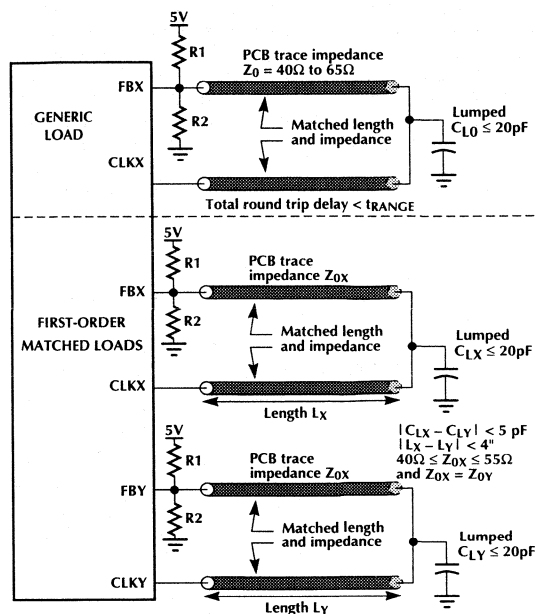 5V
R1
PCB trace impedance
Z0 = 40Ω to 65Ω
FBX
GENERIC
LOAD
R2
Matched length
and impedance
Lumped
CL0 ≤ 20pF
CLKX
Total round trip delay < tRANGE
5V
R1
PCB trace
impedance Z0X
FBX
R2
FIRST-ORDER
MATCHED LOADS
Matched length
and impedance
Lumped
CLX ≤ 20pF
CLKX
Length LX
|CLX – CLY| < 5 pF
|LX – LY| < 4"
40Ω ≤ Z0X ≤ 55Ω
and Z0X = Z0Y
5V
R1
PCB trace
impedance Z0X
FBY
R2
Matched length
and impedance
Lumped
CLY ≤ 20pF
CLKY
Length LY